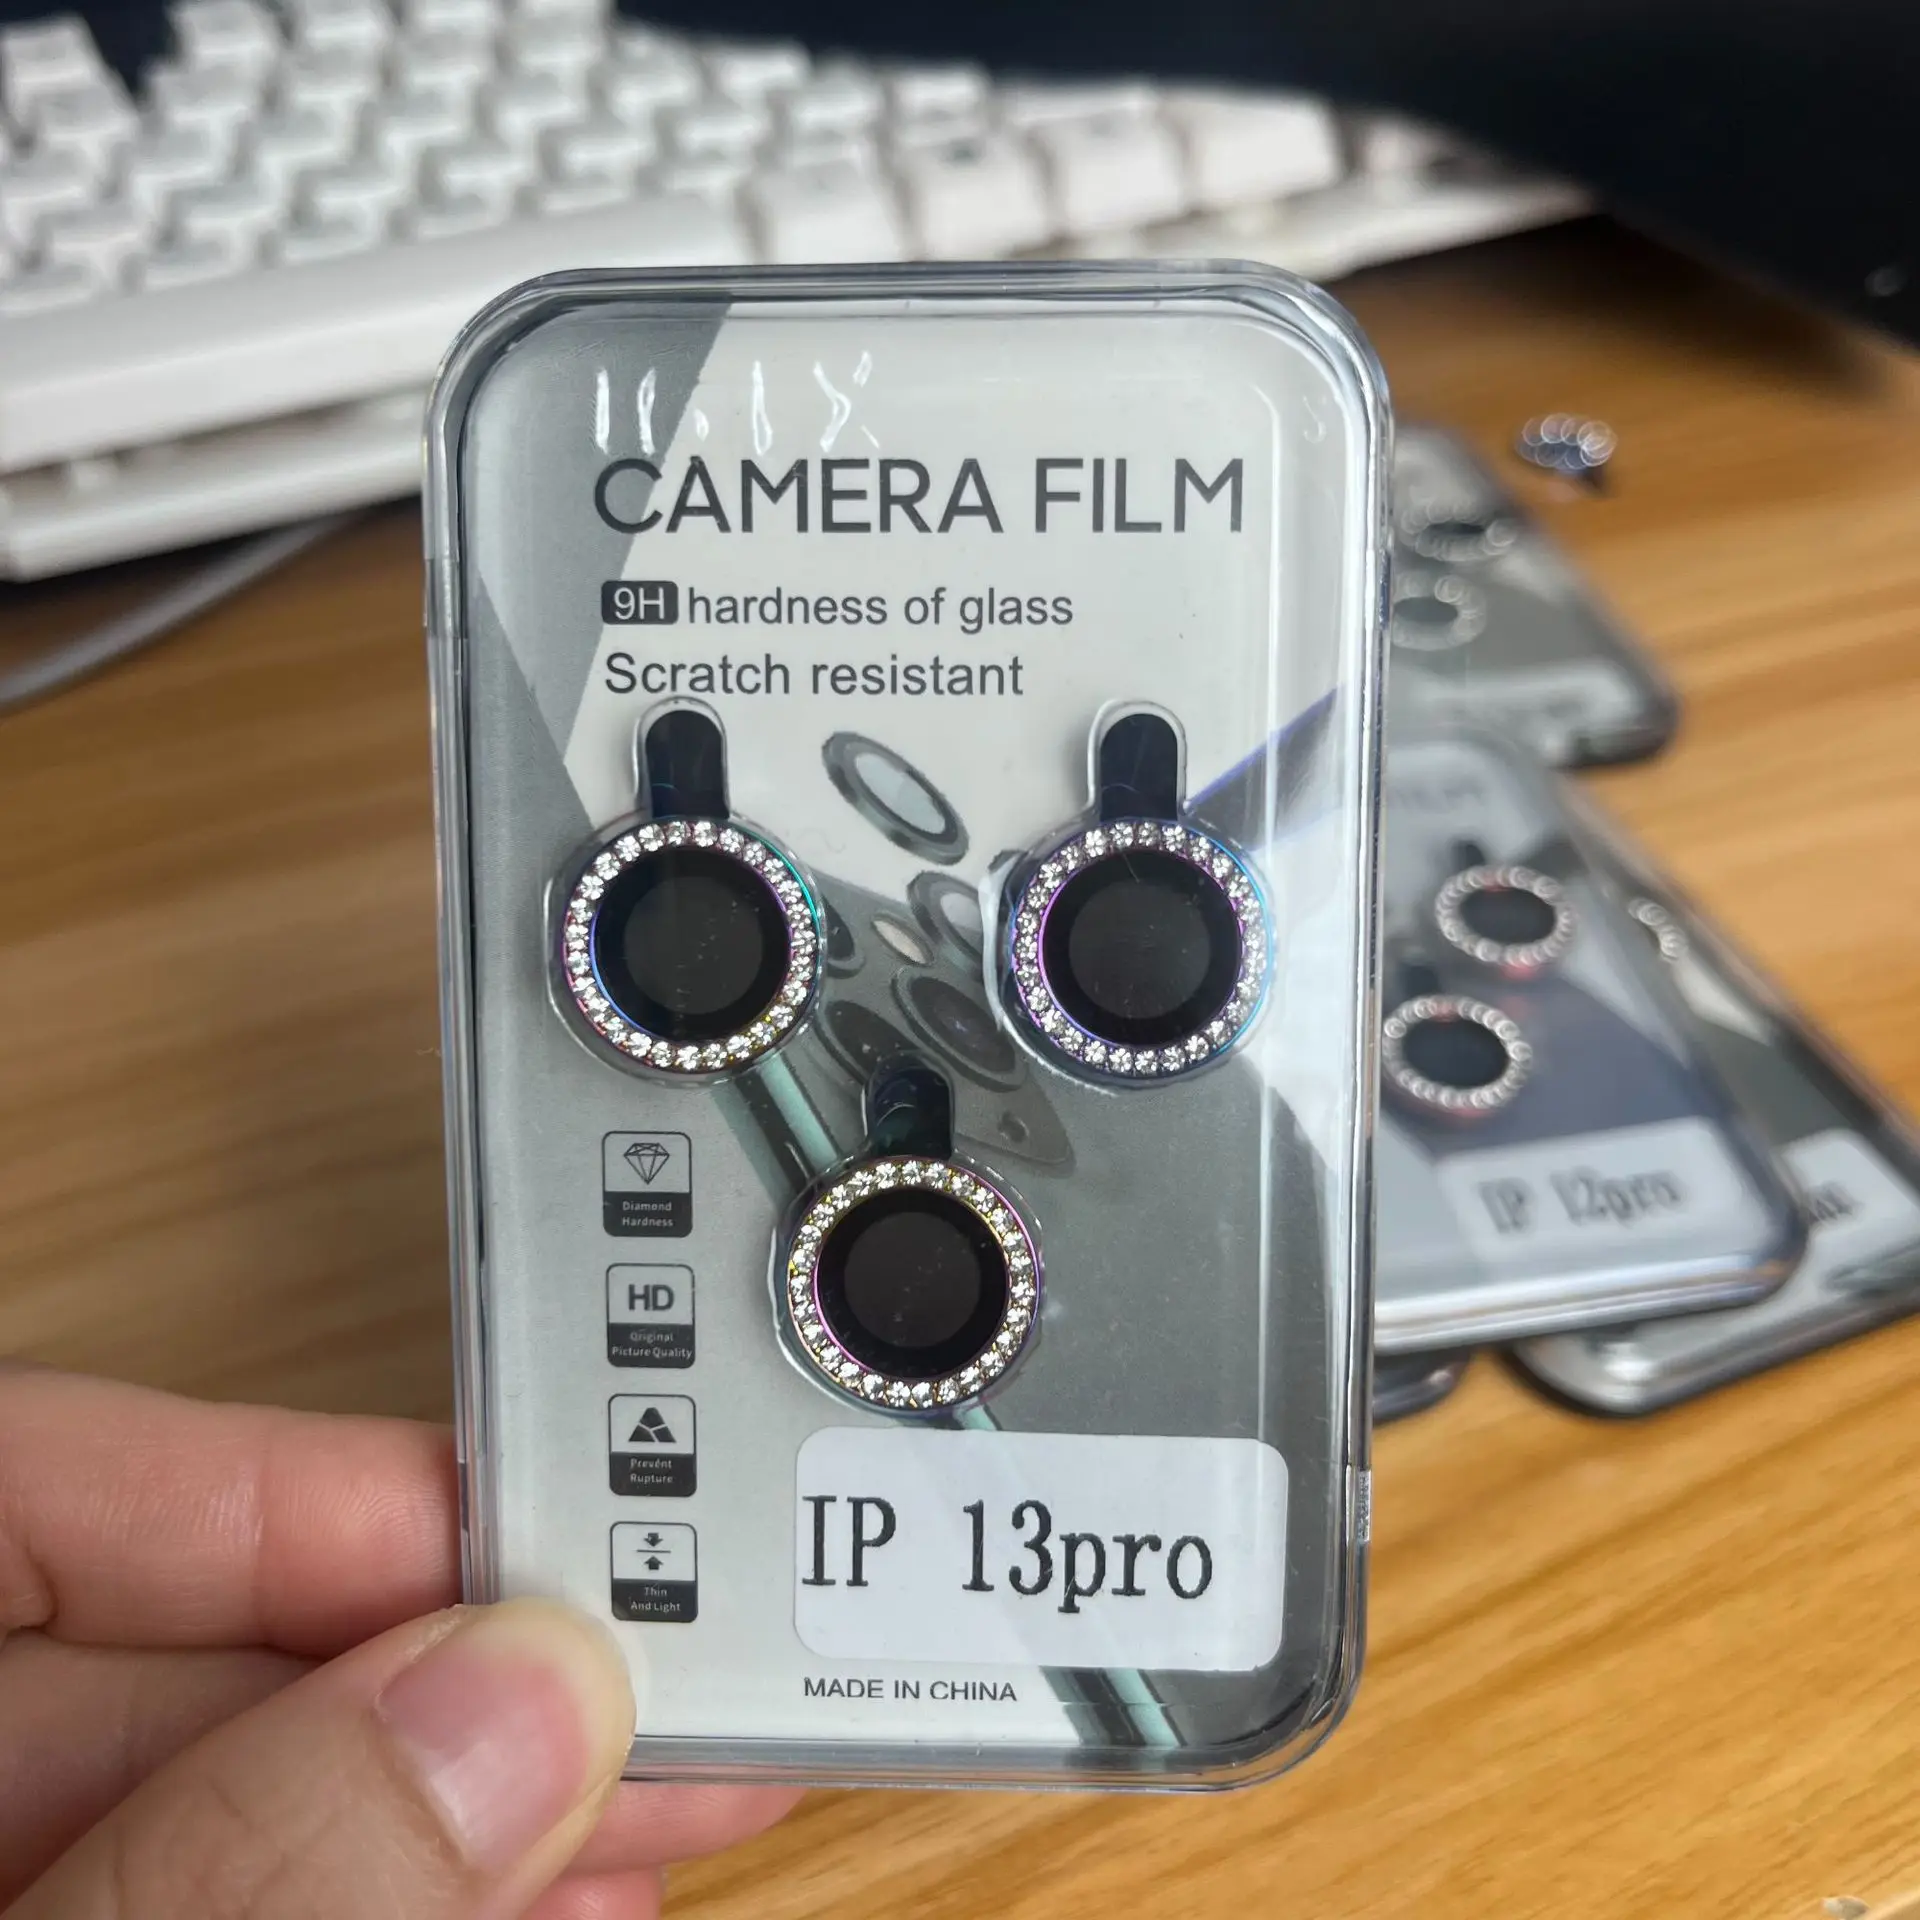 CAMERA FILM
9H hardness of glass
Scratch resistant
Diamond
Hardness
HD
Original
Picture Quality
Prevent
Rupture
Thin
And Light
IP 13pro
MADE IN CHINA
IP 12pro